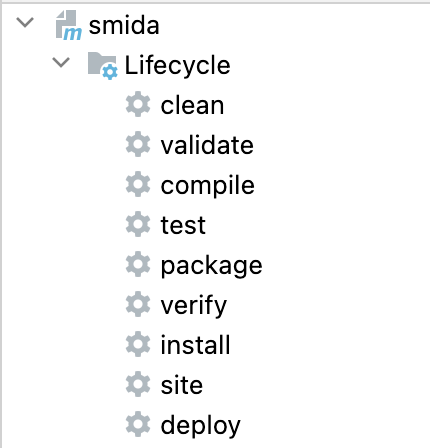 smida
Lifecycle
clean
validate
compile
test
package
verify
install
site
deploy